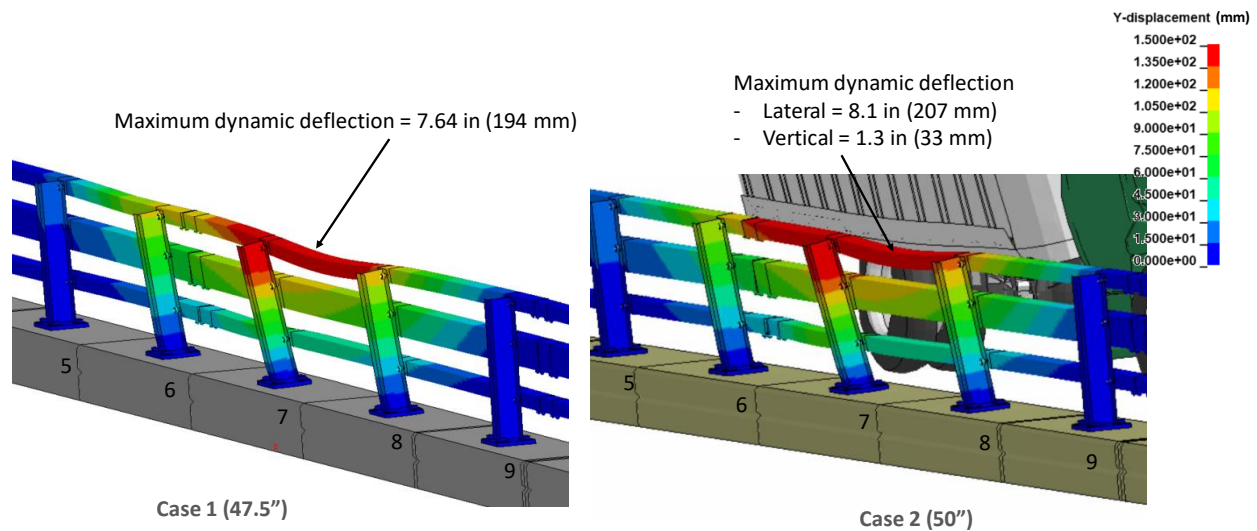 Y-displacement (mm)
1.500e+02
1.350e+02
1.200e+02
1.050e+02
9.000e+01
7.500e+01
6.000e+01
4.500e+01
3.000e+01
1.500e+01
0.000e+00
Maximum dynamic deflection = 7.64 in (194 mm)
Maximum dynamic deflection
- Lateral = 8.1 in (207 mm)
- Vertical = 1.3 in (33 mm)
5
6
7
8
9
Case 1 (47.5”)
5
6
7
8
9
Case 2 (50”)